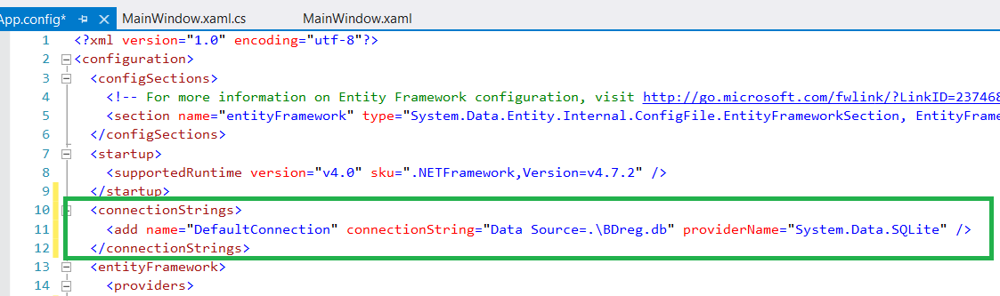 App.config* MainWindow.xaml.cs MainWindow.xaml
1 <?xml version="1.0" encoding="utf-8"?>
2 <configuration>
3 <configSections>
4 <!-- For more information on Entity Framework configuration, visit http://go.microsoft.com/fwlink/?LinkID=237468
5 <section name="entityFramework" type="System.Data.Entity.Internal.ConfigFile.EntityFrameworkSection, EntityFrame
6 </configSections>
7 <startup>
8 <supportedRuntime version="v4.0" sku=".NETFramework,Version=v4.7.2" />
9 </startup>
10 <connectionStrings>
11 <add name="DefaultConnection" connectionString="Data Source=.\BDreg.db" providerName="System.Data.SQLite" />
12 </connectionStrings>
13 <entityFramework>
14 <providers>